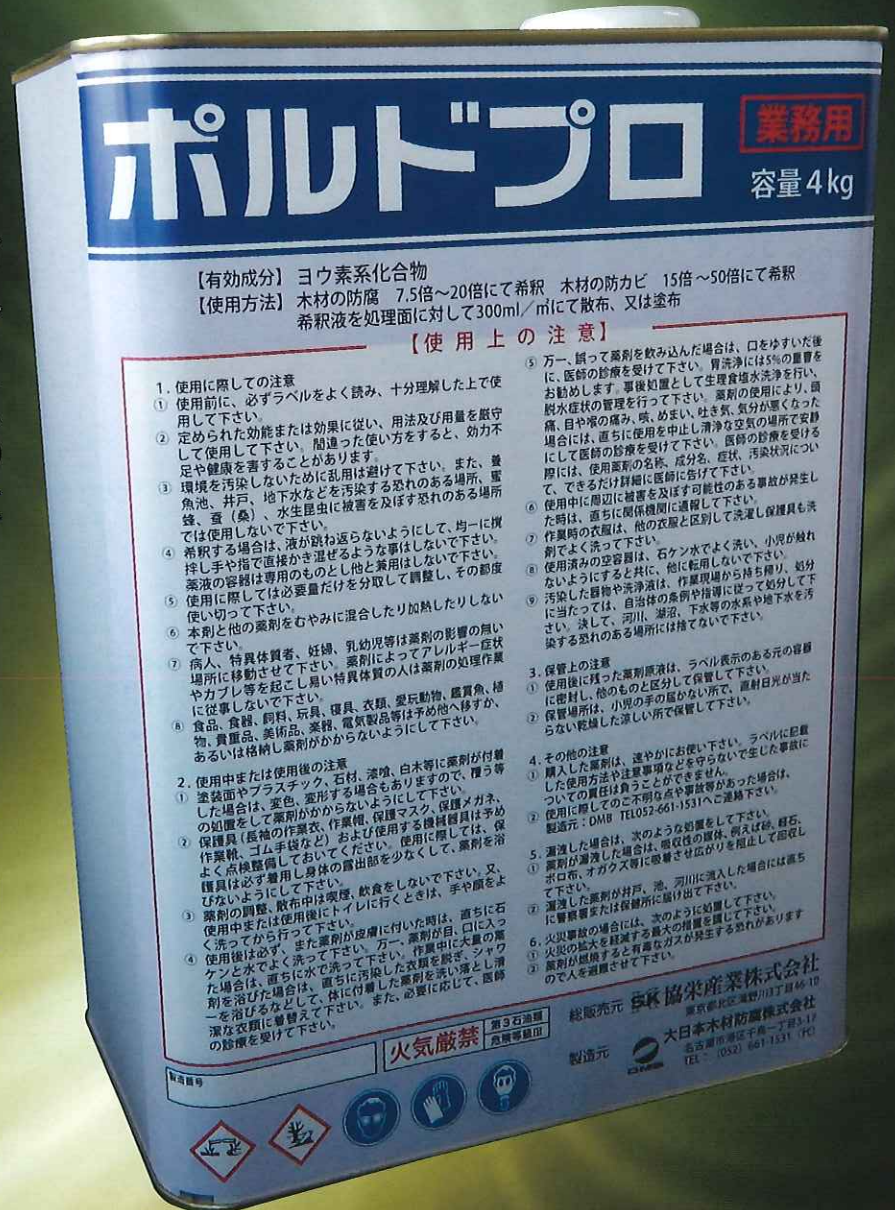 ポルドプロ
業務用
容量4kg
【有効成分】 ヨウ素系化合物
【使用方法】 木材の防腐 7.5倍～20倍にて希釈 木材の防カビ 15倍～50倍にて希釈
希釈液を処理面に対して300ml／㎡にて散布、又は塗布
【使用上の注意】
1. 使用に際しての注意
① 使用前に、必ずラベルをよく読み、十分理解した上で使
用して下さい。
② 定められた効能または効果に従い、用法及び用量を厳守
して使用して下さい。間違った使い方をすると、効力不
足や健康を害することがあります。
③ 環境を汚染しないために乱用は避けて下さい。また、養
魚池、井戸、地下水などを汚染する恐れのある場所、蜜
蜂、蚕（桑）、水生昆虫に被害を及ぼす恐れのある場所
では使用しないで下さい。
④ 希釈する場合は、液が跳ね返らないようにして、均一に撹
拌し手や指で直接かき混ぜるような事はしないで下さい。
薬液の容器は専用のものとし他と兼用はしないで下さい。
⑤ 使用に際しては必要量だけを分取して調整し、その都度
使い切って下さい。
⑥ 本剤と他の薬剤をむやみに混合したり加熱したりしない
で下さい。
⑦ 病人、特異体質者、妊婦、乳幼児等は薬剤の影響の無い
場所に移動させて下さい。薬剤によってアレルギー症状
やカブレ等を起こし易い特異体質の人は薬剤の処理作業
に従事しないで下さい。
⑧ 食品、食器、飼料、玩具、寝具、衣類、愛玩動物、鑑賞魚、植
物、貴重品、美術品、楽器、電気製品等は予め他へ移すか、
あるいは格納し薬剤がかからないようにして下さい。
2. 使用中または使用後の注意
① 塗装面やプラスチック、石材、漆喰、白木等に薬剤が付着
した場合は、変色、変形する場合もありますので、覆う等
の処置をして薬剤がかからないようにして下さい。
② 保護具（長袖の作業衣、作業帽、保護マスク、保護メガネ、
作業靴、ゴム手袋など）および使用する機械器具は予め
よく点検整備しておいてください。使用に際しては、保
護具は必ず着用し身体の露出部を少なくして、薬剤を浴
びないようにして下さい。
③ 薬剤の調整、散布中は喫煙、飲食をしないで下さい。又、
使用中または使用後にトイレに行くときは、手や顔をよ
く洗ってから行って下さい。
④ 使用後は必ず、また薬剤が皮膚に付いた時は、直ちに石
ケンと水でよく洗って下さい。万一、薬剤が目、口に入っ
た場合は、直ちに水で洗って下さい。作業中に大量の薬
剤を浴びた場合は、直ちに汚染した衣類を脱ぎ、シャワ
ーを浴びるなどして、体に付着した薬剤を洗い落とし清
潔な衣類に着替えて下さい。また、必要に応じて、医師
の診療を受けて下さい。
⑤ 万一、誤って薬剤を飲み込んだ場合は、口をゆすいだ後
に、医師の診療を受けて下さい。胃洗浄には5%の重曹を
お勧めします。事後処置として生理食塩水洗浄を行い、
脱水症状の管理を行って下さい。薬剤の使用により、頭
痛、目や喉の痛み、咳、めまい、吐き気、気分が悪くなった
場合には、直ちに使用を中止し清浄な空気の場所で安静
にして医師の診療を受けて下さい。医師の診療を受ける
際には、使用薬剤の名称、成分名、症状、汚染状況につい
て、できるだけ詳細に医師に告げて下さい。
⑥ 使用中に周辺に被害を及ぼす可能性のある事故が発生し
た時は、直ちに関係機関に通報して下さい。
⑦ 作業時の衣服は、他の衣服と区別して洗濯し保護具も洗
剤でよく洗って下さい。
⑧ 使用済みの空容器は、石ケン水でよく洗い、小児が触れ
ないようにすると共に、他に転用しないで下さい。
⑨ 汚染した器物や洗浄液は、作業現場から持ち帰り、処分
に当たっては、自治体の条例や指導に従って処分して下
さい。決して、河川、湖沼、下水等の水系や地下水を汚
染する恐れのある場所には捨てないで下さい。
3. 保管上の注意
① 使用後に残った薬剤原液は、ラベル表示のある元の容器
に密封し、他のものと区分して保管して下さい。
② 保管場所は、小児の手の届かない所で、直射日光が当た
らない乾燥した涼しい所で保管して下さい。
4. その他の注意
① 購入した薬剤は、速やかにお使い下さい。ラベルに記載
した使用方法や注意事項などを守らないで生じた事故に
ついての責任は負うことができません。
② 使用に際してのご不明な点や事故等があった場合は、
製造元：DMB TEL052-661-1531へご連絡下さい。
5. 漏洩した場合は、次のような処置をして下さい。
① 薬剤が漏洩した場合は、吸収性の媒体、例えば砂、軽石、
ボロ布、オガクズ等に吸着させ広がりを阻止して回収し
て下さい。
② 漏洩した薬剤が井戸、池、河川に流入した場合には直ち
に警察署または保健所に届け出て下さい。
6. 火災事故の場合には、次のように処置して下さい。
① 火災の拡大を軽減する最大の措置を講じて下さい。
② 薬剤が燃焼すると有毒なガスが発生する恐れがあります
ので人を避難させて下さい。
製造番号
火気厳禁
第3石油類
危険等級III
総販売元 SK 協栄産業株式会社
東京都北区滝野川3丁目46-10
製造元 DMB 大日本木材防腐株式会社
名古屋市港区千鳥一丁目3-17
TEL：（052）661-1531（代）